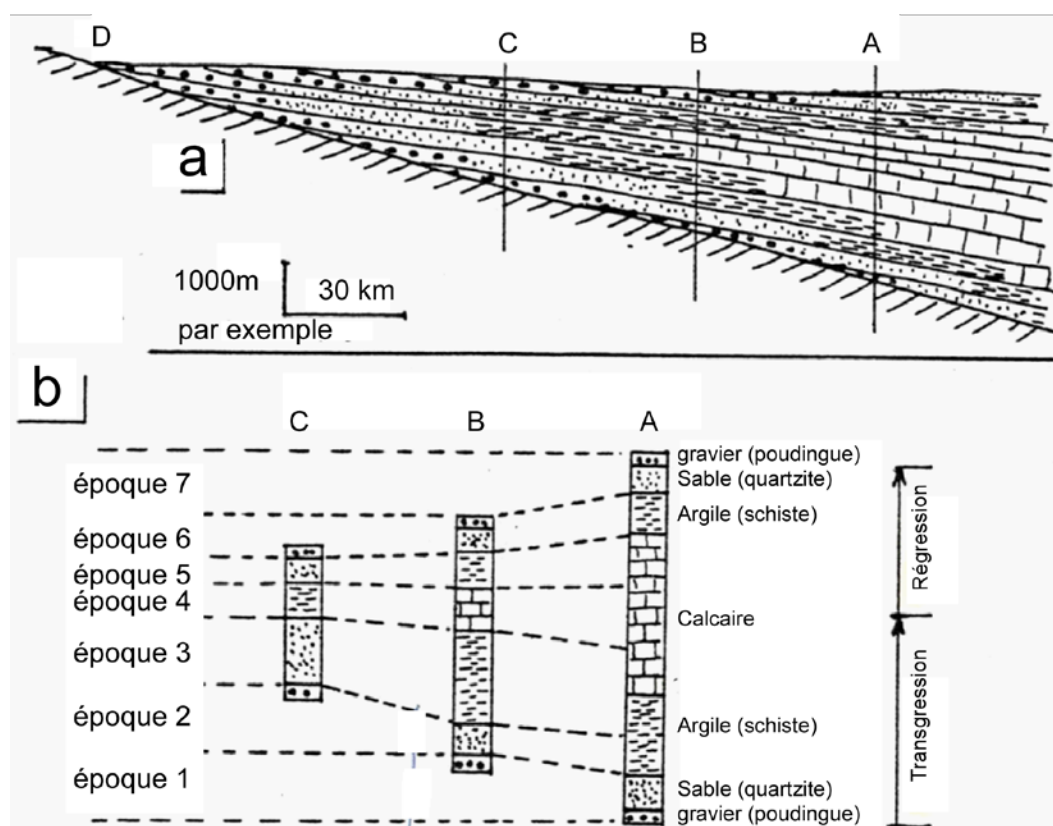 D
C
B
A
a
1000m
30 km
par exemple
b
C
B
A
époque 7
époque 6
époque 5
époque 4
époque 3
époque 2
époque 1
gravier (poudingue)
Sable (quartzite)
Argile (schiste)
Calcaire
Argile (schiste)
Sable (quartzite)
gravier (poudingue)
Régression
Transgression